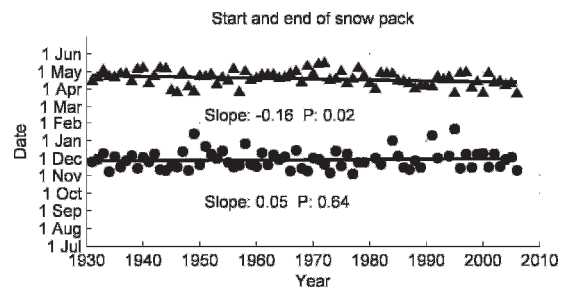 Start and end of snow pack
1 Jun
1 May
1 Apr
1 Mar
Slope: -0.16 P: 0.02
1 Feb
1 Jan
1 Dec
1 Nov
1 Oct
Slope: 0.05 P: 0.64
1 Sep
1 Aug
1 Jul
Date
1930 1940 1950 1960 1970 1980 1990 2000 2010
Year